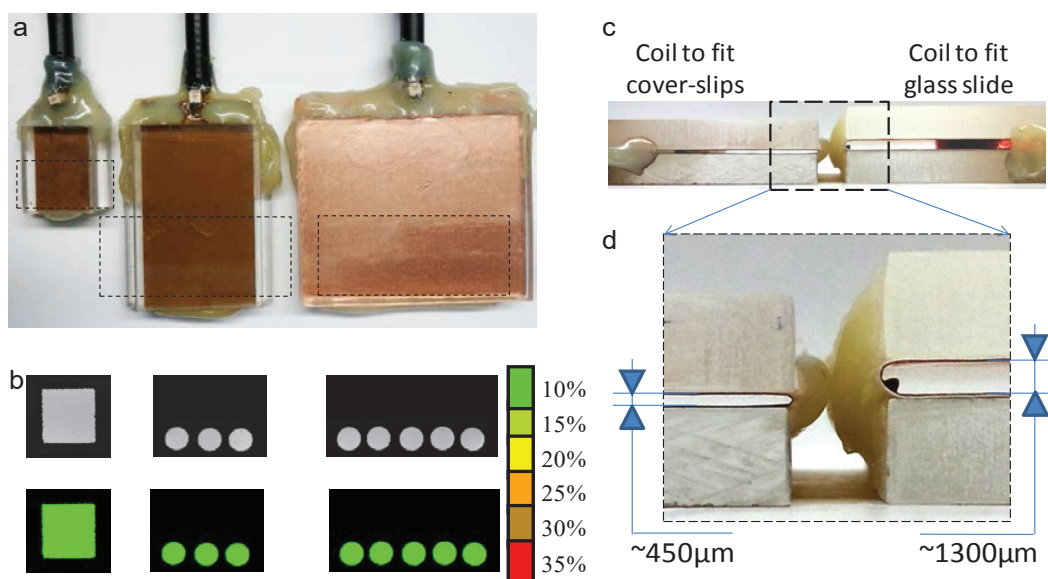 a
b
10%
15%
20%
25%
30%
35%
c
Coil to fit
cover-slips
Coil to fit
glass slide
d
~450µm
~1300µm